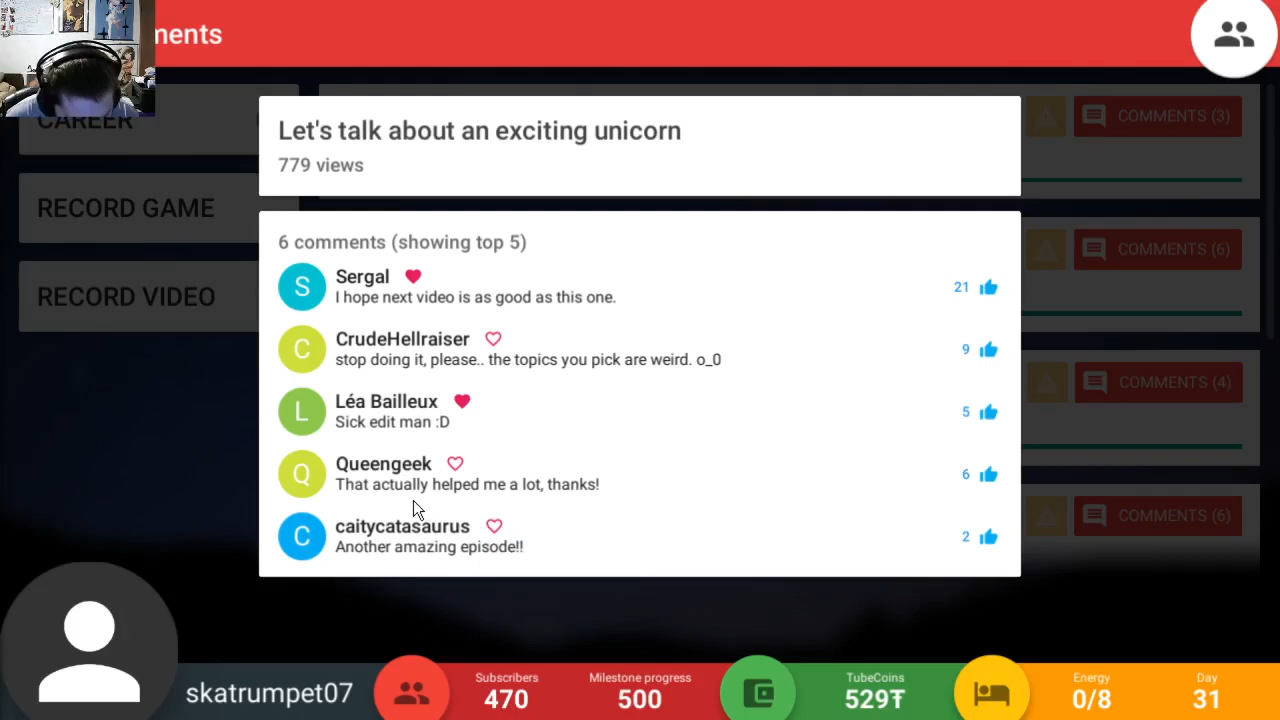 ments
CAREER
RECORD GAME
RECORD VIDEO
COMMENTS (3)
COMMENTS (6)
COMMENTS (4)
COMMENTS (6)
Let's talk about an exciting unicorn
779 views
6 comments (showing top 5)
S
Sergal
I hope next video is as good as this one.
21
C
CrudeHellraiser
stop doing it, please.. the topics you pick are weird. o_0
9
L
Léa Bailleux
Sick edit man :D
5
Q
Queengeek
That actually helped me a lot, thanks!
6
C
caitycatasaurus
Another amazing episode!!
2
skatrumpet07
Subscribers
470
Milestone progress
500
TubeCoins
529Ŧ
Energy
0/8
Day
31